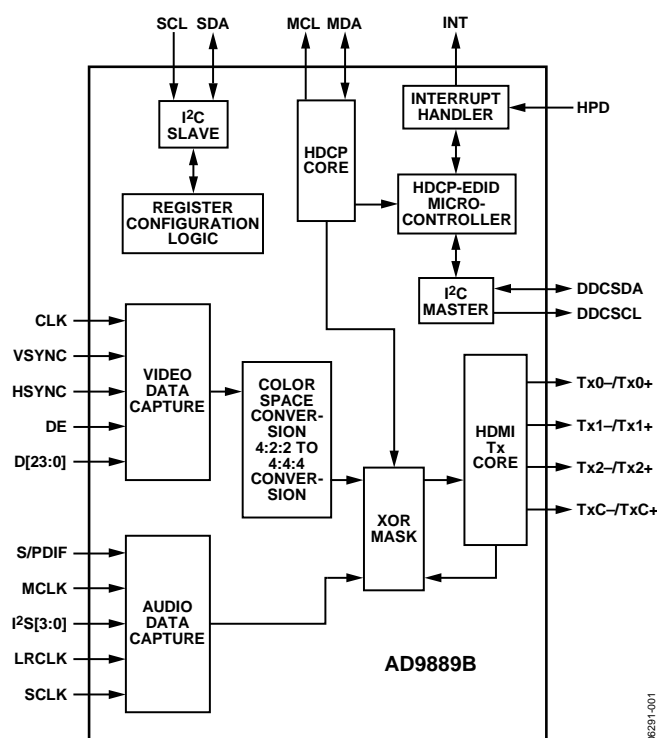 SCL SDA MCL MDA INT
I²C
SLAVE
REGISTER
CONFIGURATION
LOGIC
HDCP
CORE
INTERRUPT
HANDLER
HPD
HDCP-EDID
MICRO-
CONTROLLER
I²C
MASTER
DDCSDA
DDCSCL
CLK
VSYNC
HSYNC
DE
D[23:0]
VIDEO
DATA
CAPTURE
COLOR
SPACE
CONVER-
SION
4:2:2 TO
4:4:4
CONVER-
SION
XOR
MASK
HDMI
Tx
CORE
Tx0–/Tx0+
Tx1–/Tx1+
Tx2–/Tx2+
TxC–/TxC+
S/PDIF
MCLK
I²S[3:0]
LRCLK
SCLK
AUDIO
DATA
CAPTURE
AD9889B